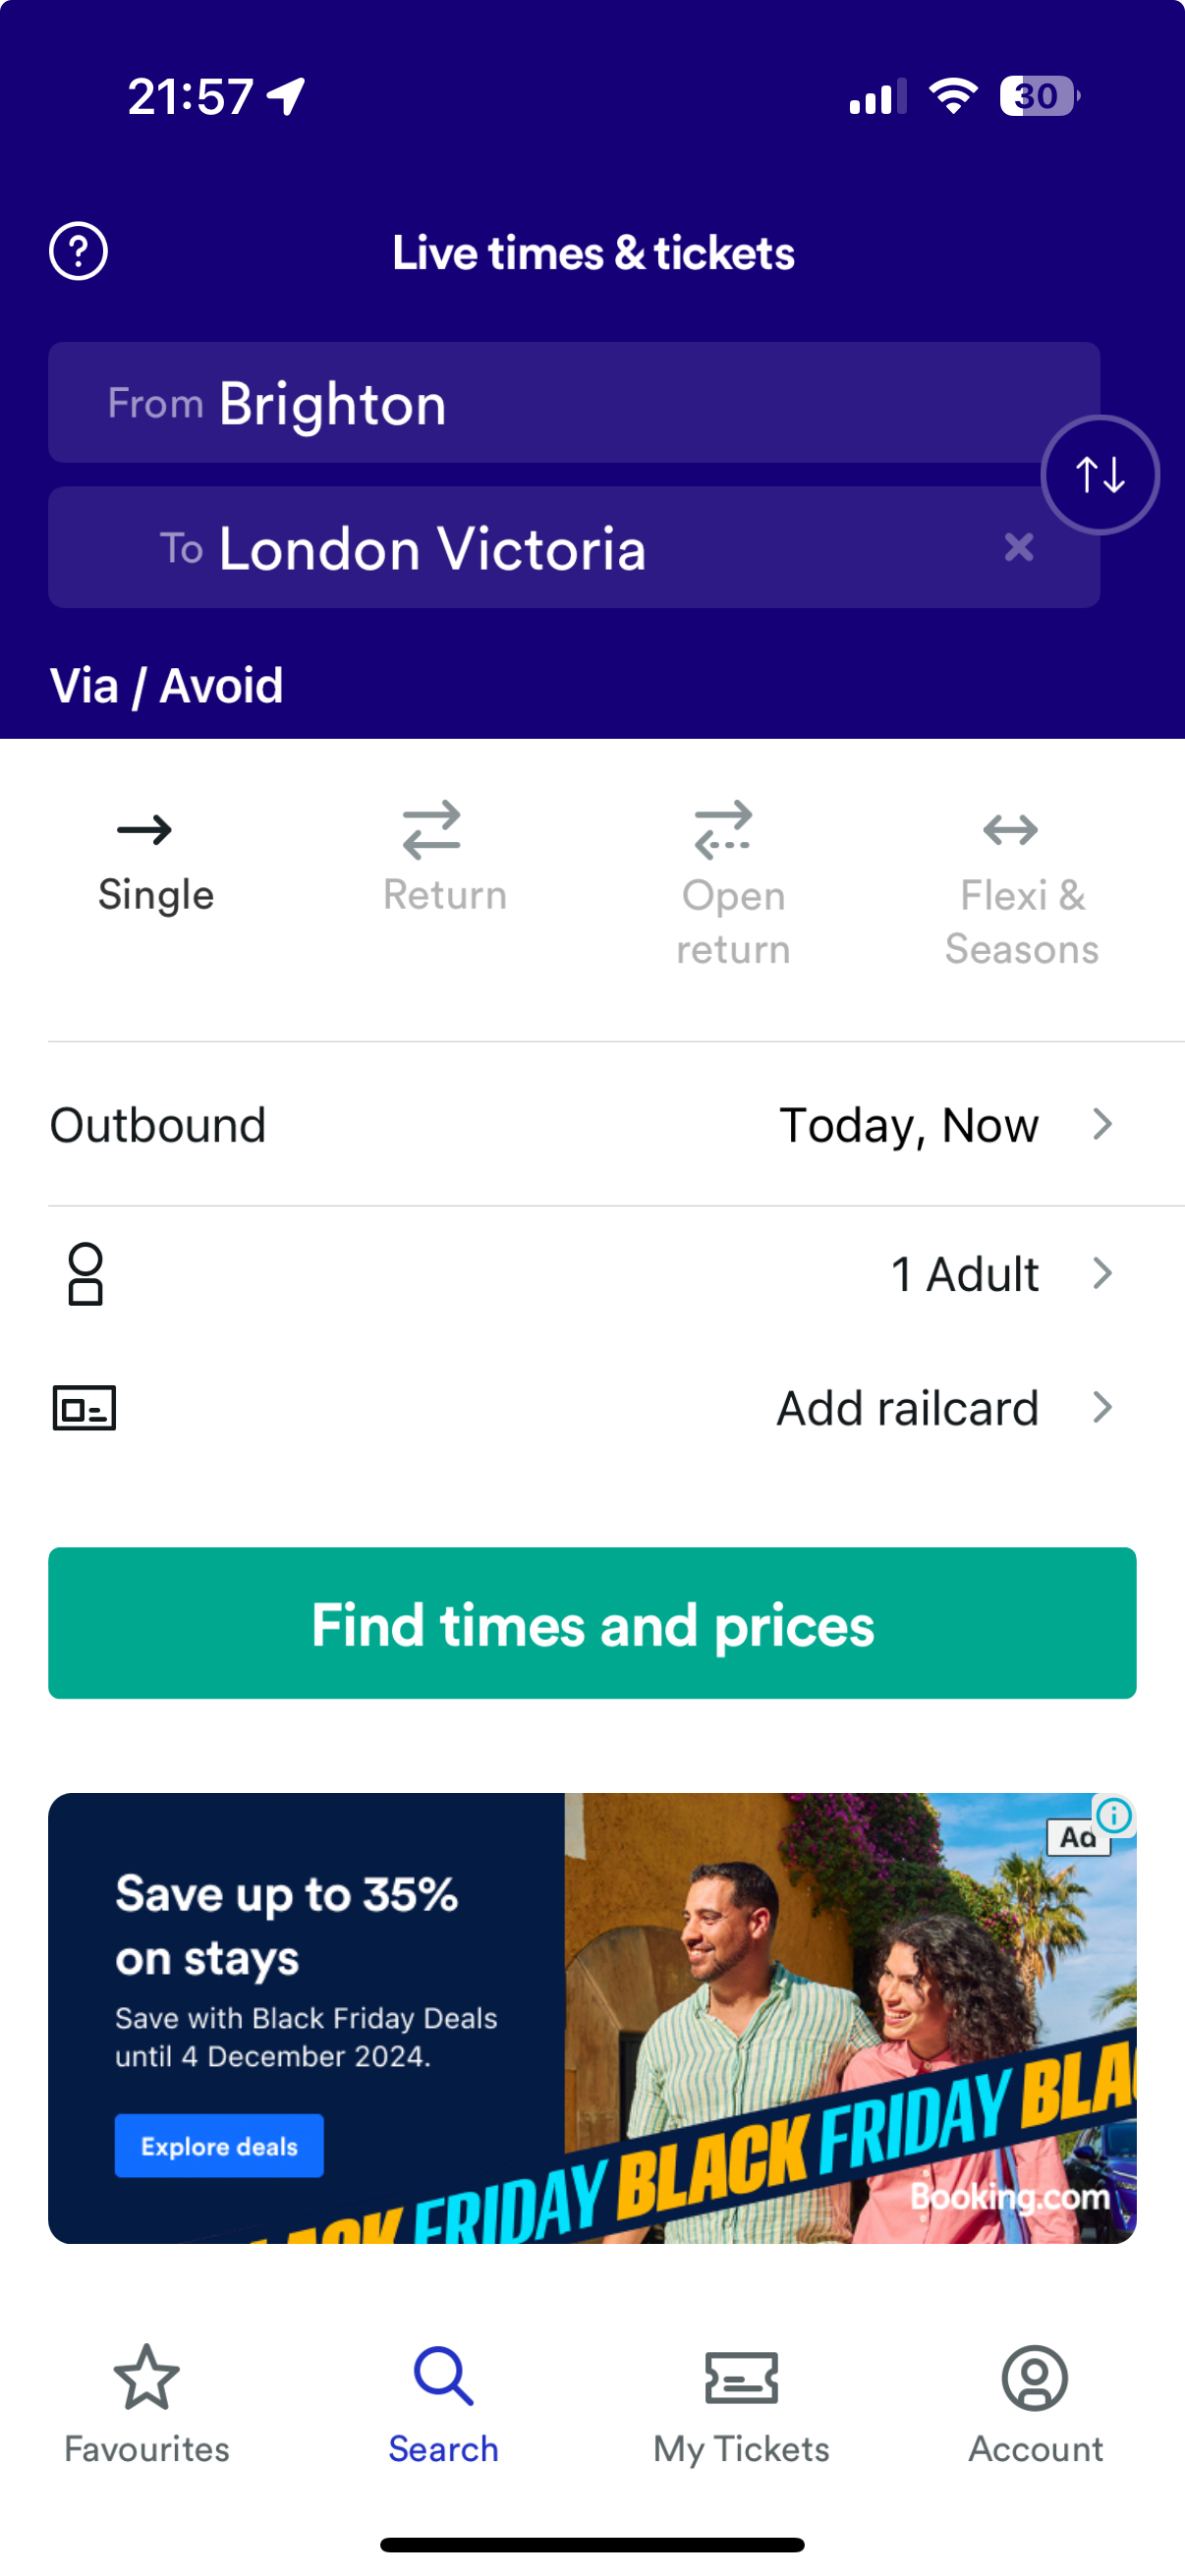 21:57
30
Live times & tickets
From Brighton
To London Victoria
Via / Avoid
Single
Return
Open
return
Flexi &
Seasons
Outbound
Today, Now
1 Adult
Add railcard
Find times and prices
Ad
Save up to 35%
on stays
Save with Black Friday Deals
until 4 December 2024.
Explore deals
BLACK FRIDAY BLACK FRIDAY BLA
Booking.com
Favourites
Search
My Tickets
Account